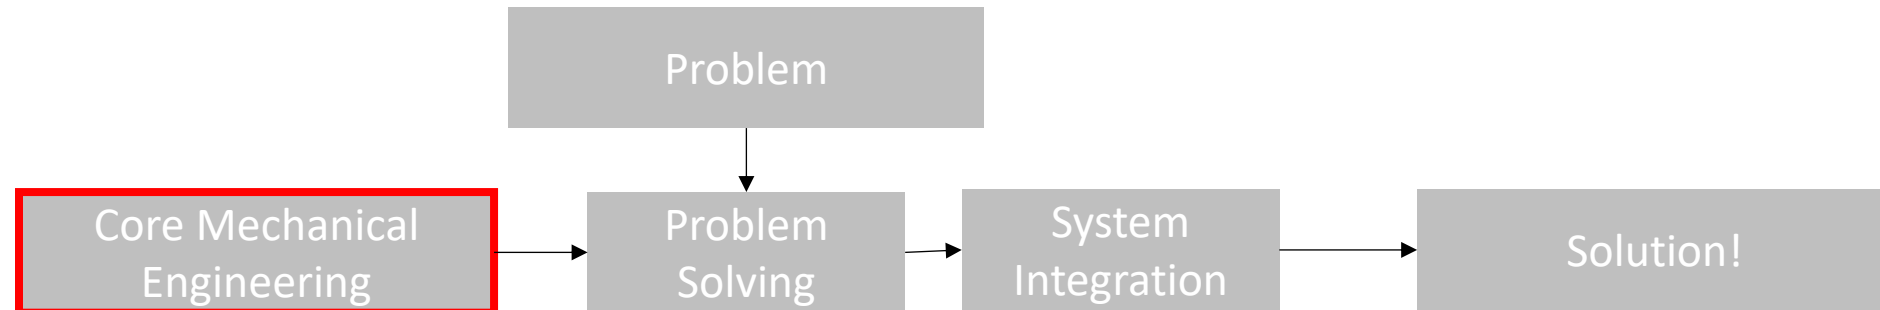 Problem
Core Mechanical
Engineering
Problem
Solving
System
Integration
Solution!